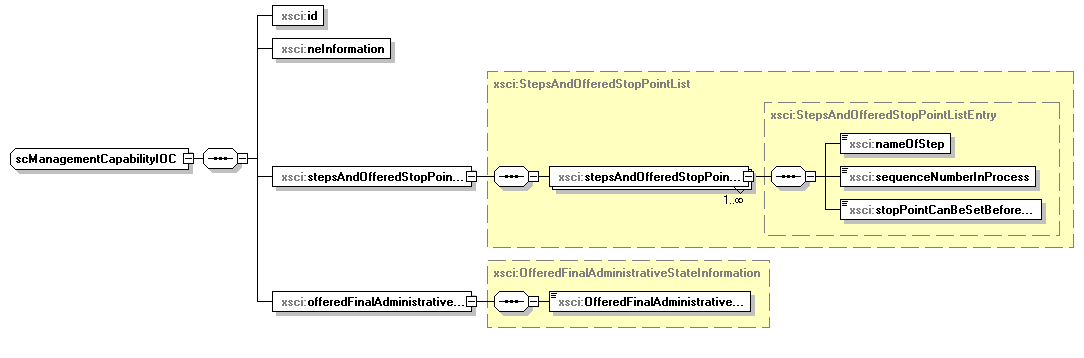 xsci:id
xsci:neInformation
xsci:StepsAndOfferedStopPointList
xsci:StepsAndOfferedStopPointListEntry
xsci:nameOfStep
scManagementCapabilityIOC
xsci:stepsAndOfferedStopPoin...
xsci:stepsAndOfferedStopPoin...
xsci:sequenceNumberInProcess
1..∞
xsci:stopPointCanBeSetBefore...
xsci:OfferedFinalAdministrativeStateInformation
xsci:offeredFinalAdministrative...
xsci:OfferedFinalAdministrative...